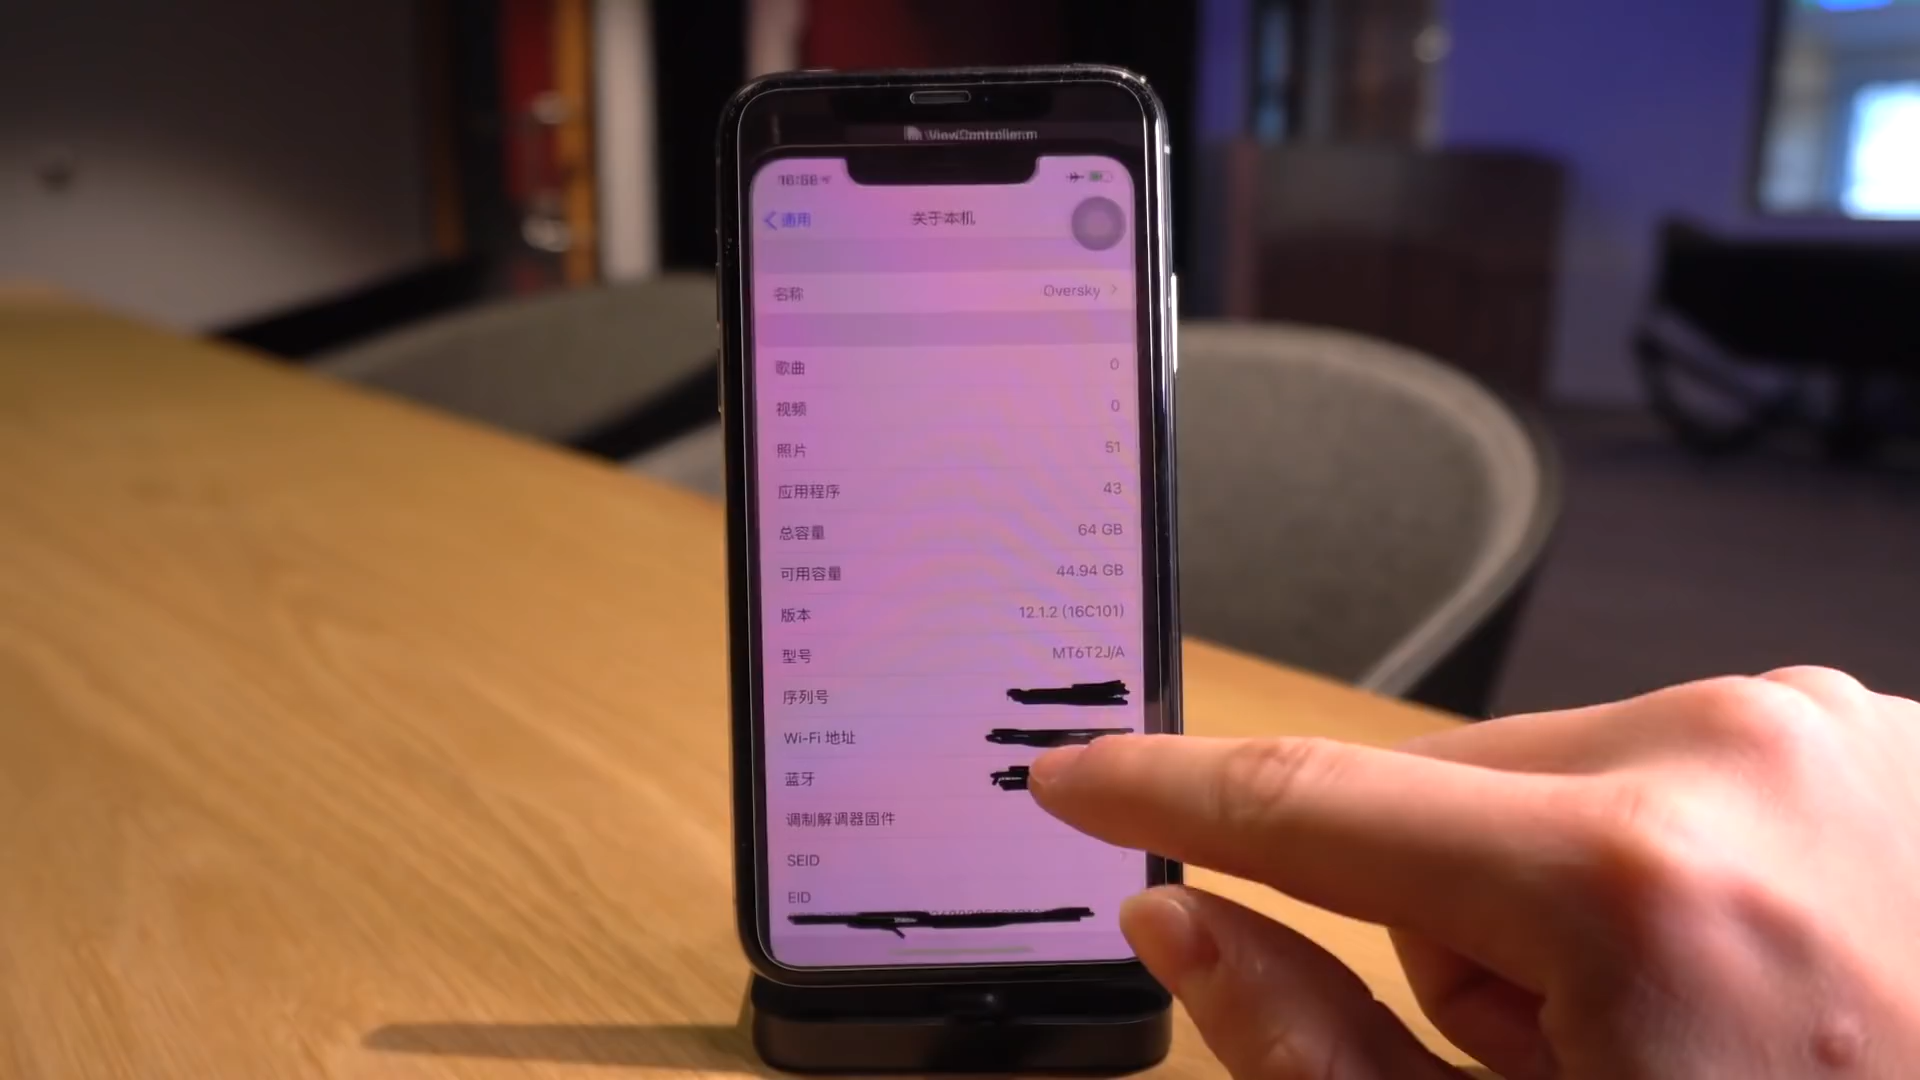 ViewController.m
16:58
通用
关于本机
名称 Oversky
歌曲 0
视频 0
照片 51
应用程序 43
总容量 64 GB
可用容量 44.94 GB
版本 12.1.2 (16C101)
型号 MT6T2J/A
序列号
Wi-Fi 地址
蓝牙
调制解调器固件
SEID
EID